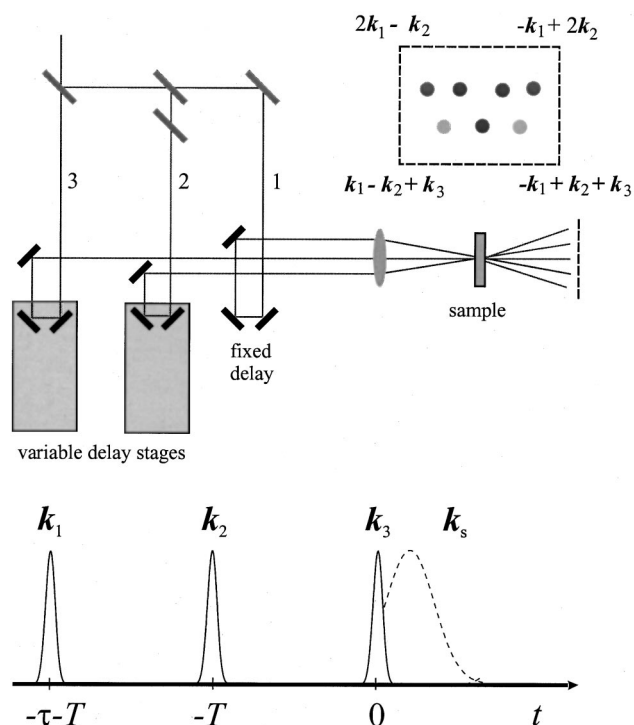 2k₁ - k₂ -k₁ + 2k₂
3 2 1
k₁ - k₂ + k₃ -k₁ + k₂ + k₃
sample
fixed
delay
variable delay stages
k₁ k₂ k₃ kₛ
-τ-T -T 0 t